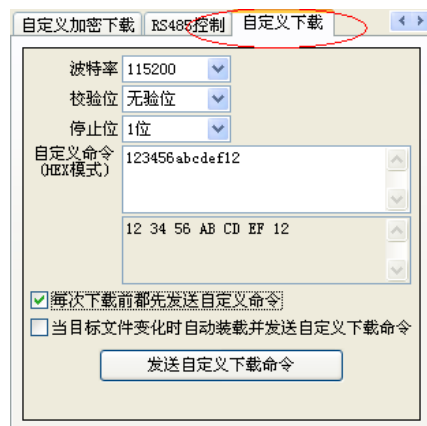 自定义加密下载 RS485控制 自定义下载
波特率 115200
校验位 无验位
停止位 1位
自定义命令
(HEX模式)
123456abcdef12
12 34 56 AB CD EF 12
每次下载前都先发送自定义命令
当目标文件变化时自动装载并发送自定义下载命令
发送自定义下载命令